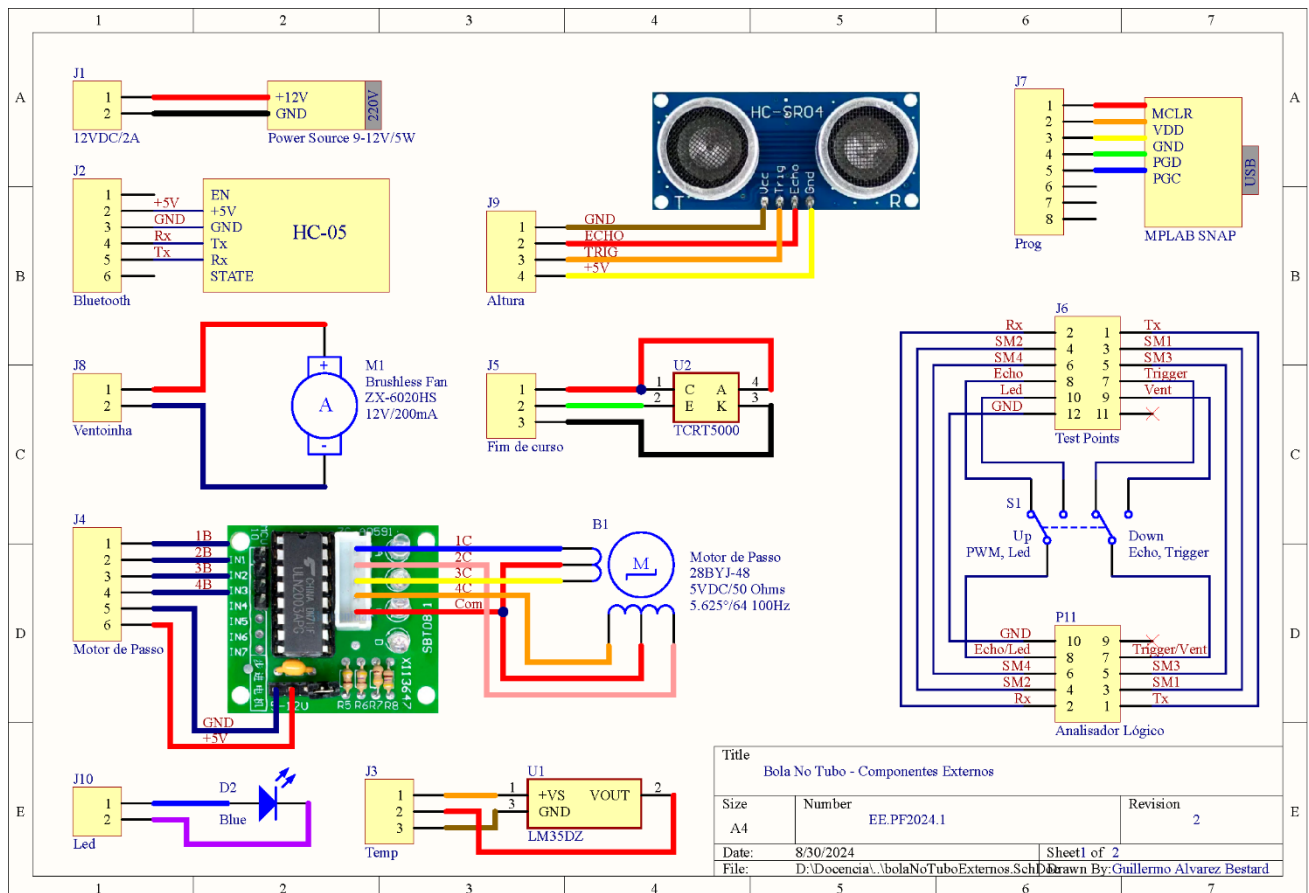 1 2 3 4 5 6 7
A
B
C
D
E
J1
1
2
+12V
GND
220V
12VDC/2A
Power Source 9-12V/5W
J2
1
2
3
4
5
6
+5V
GND
Rx
Tx
EN
+5V
GND
Tx
Rx
STATE
HC-05
Bluetooth
HC-SR04
T
R
Vcc
Trig
Echo
Gnd
J9
1
2
3
4
GND
ECHO
TRIG
+5V
Altura
J7
1
2
3
4
5
6
7
8
MCLR
VDD
GND
PGD
PGC
USB
Prog
MPLAB SNAP
J8
1
2
Ventoinha
+
A
-
M1
Brushless Fan
ZX-6020HS
12V/200mA
J5
1
2
3
Fim de curso
U2
1 C A 4
2 E K 3
TCRT5000
J6
Rx 2 1 Tx
SM2 4 3 SM1
SM4 6 5 SM3
Echo 8 7 Trigger
Led 10 9 Vent
GND 12 11
Test Points
S1
Up
PWM, Led
Down
Echo, Trigger
P11
GND 10 9
Echo/Led 8 7 Trigger/Vent
SM4 6 5 SM3
SM2 4 3 SM1
Rx 2 1 Tx
Analisador Lógico
J4
1
2
3
4
5
6
1B
2B
3B
4B
GND
+5V
Motor de Passo
IN1
IN2
IN3
IN4
IN5
IN6
IN7
ULN2003APG
CHINA
A
D
SBT0811
X113647
R5 R6 R7 R8
1C
2C
3C
4C
Com
B1
M
Motor de Passo
28BYJ-48
5VDC/50 Ohms
5.625°/64 100Hz
J10
1
2
Led
D2
Blue
J3
1
2
3
Temp
U1
1 +VS VOUT 2
3 GND
LM35DZ
Title
Bola No Tubo - Componentes Externos
Size
A4
Number
EE.PF2024.1
Revision
2
Date: 8/30/2024 Sheet1 of 2
File: D:\Docencia\..\bolaNoTuboExternos.SchDoc Drawn By:Guillermo Alvarez Bestard
A
B
C
D
E
1 2 3 4 5 6 7